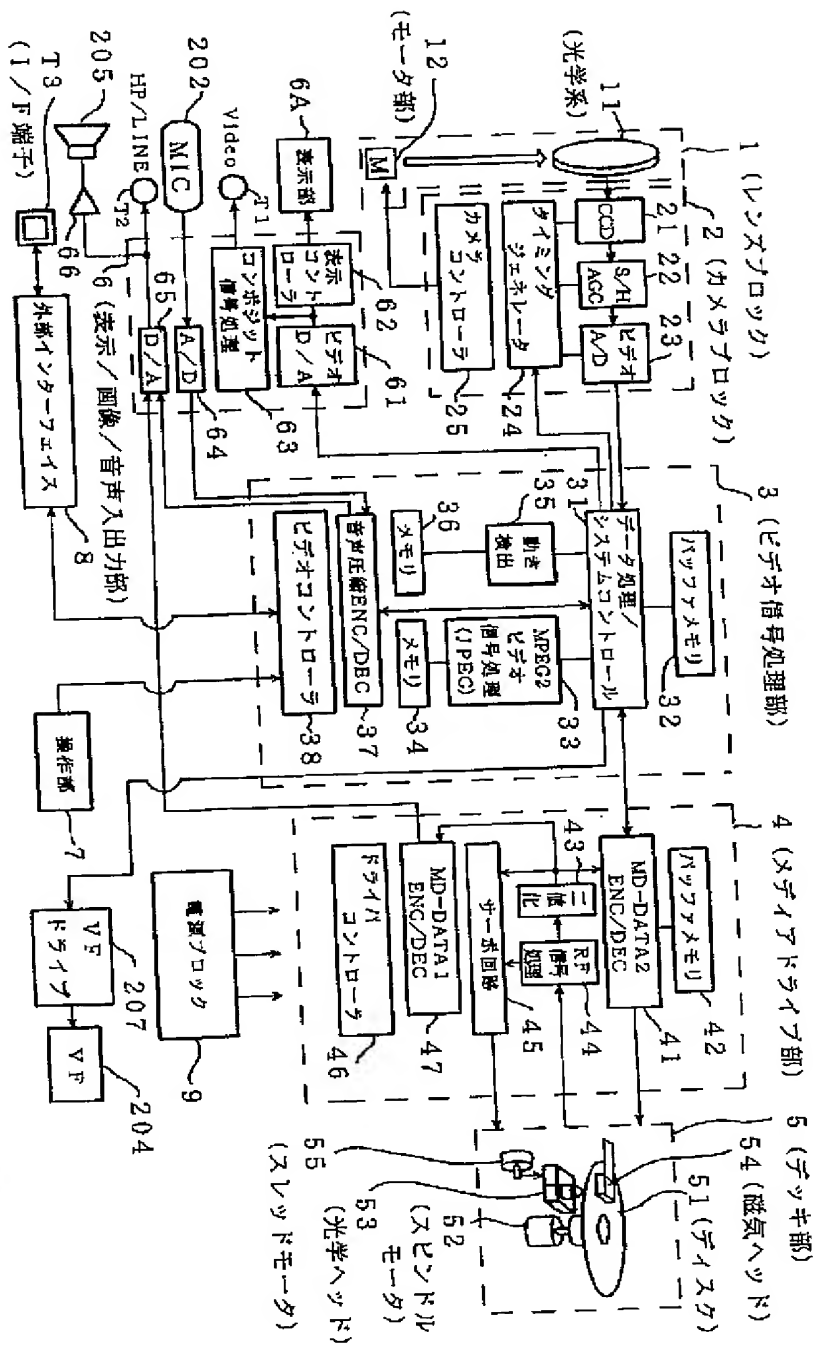 1 (レンズブロック)
2 (カメラブロック)
11
(光学系)
12
(モータ部)
M
CCD
21
S/H
AGC
22
ビデオ
A/D
23
タイミング
ジェネレータ
24
カメラ
コントローラ
25
3 (ビデオ信号処理部)
データ処理/
システムコントロール
31
バッファメモリ
32
動き
検出
35
メモリ
36
MPEG2
ビデオ
信号処理
(JPEG)
33
メモリ
34
音声圧縮ENC/DEC
37
ビデオコントローラ
38
4 (メディアドライブ部)
バッファメモリ
42
MD-DATA2
ENC/DEC
41
二値化
43
RF
信号
処理
44
サーボ回路
45
MD-DATA1
ENC/DEC
47
ドライバ
コントローラ
46
5 (デッキ部)
54 (磁気ヘッド)
51 (ディスク)
52
(スピンドル
モータ)
53
(光学ヘッド)
55
(スレッドモータ)
6 (表示/画像/音声入出力部)
6A
表示部
表示
コント
ローラ
62
ビデオ
D/A
61
コンポジット
信号処理
63
A/D
64
D/A
65
66
Video
T1
202
MIC
HP/LINE
T2
205
T3
(I/F端子)
外部インターフェイス
8
操作部
7
電源ブロック
9
VF
ドライブ
207
VF
204